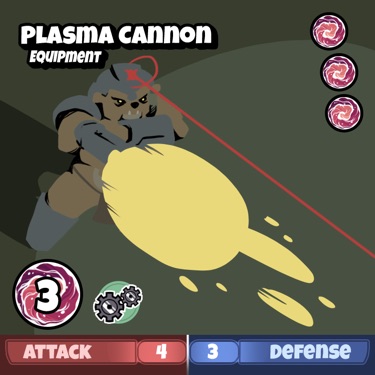 PLASMA CANNON
EQUIPMENT
3
ATTACK 4 3 DEFENSE